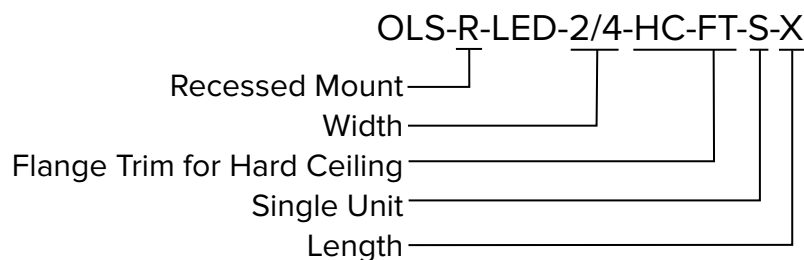 OLS-R-LED-2/4-HC-FT-S-X
Recessed Mount
Width
Flange Trim for Hard Ceiling
Single Unit
Length